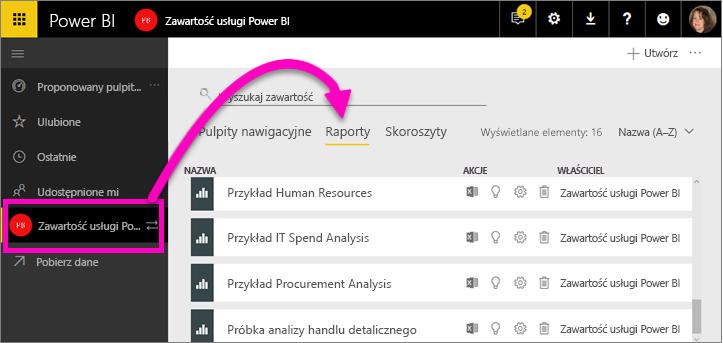 Power BI
PB
Zawartość usługi Power BI
2
?
Utwórz
Proponowany pulpit...
Ulubione
Ostatnie
Udostępnione mi
PB
Zawartość usługi Po...
Pobierz dane
Wyszukaj zawartość
Pulpity nawigacyjne
Raporty
Skoroszyty
Wyświetlane elementy: 16
Nazwa (A–Z)
NAZWA
AKCJE
WŁAŚCICIEL
Przykład Human Resources
Zawartość usługi Power BI
Przykład IT Spend Analysis
Zawartość usługi Power BI
Przykład Procurement Analysis
Zawartość usługi Power BI
Próbka analizy handlu detalicznego
Zawartość usługi Power BI